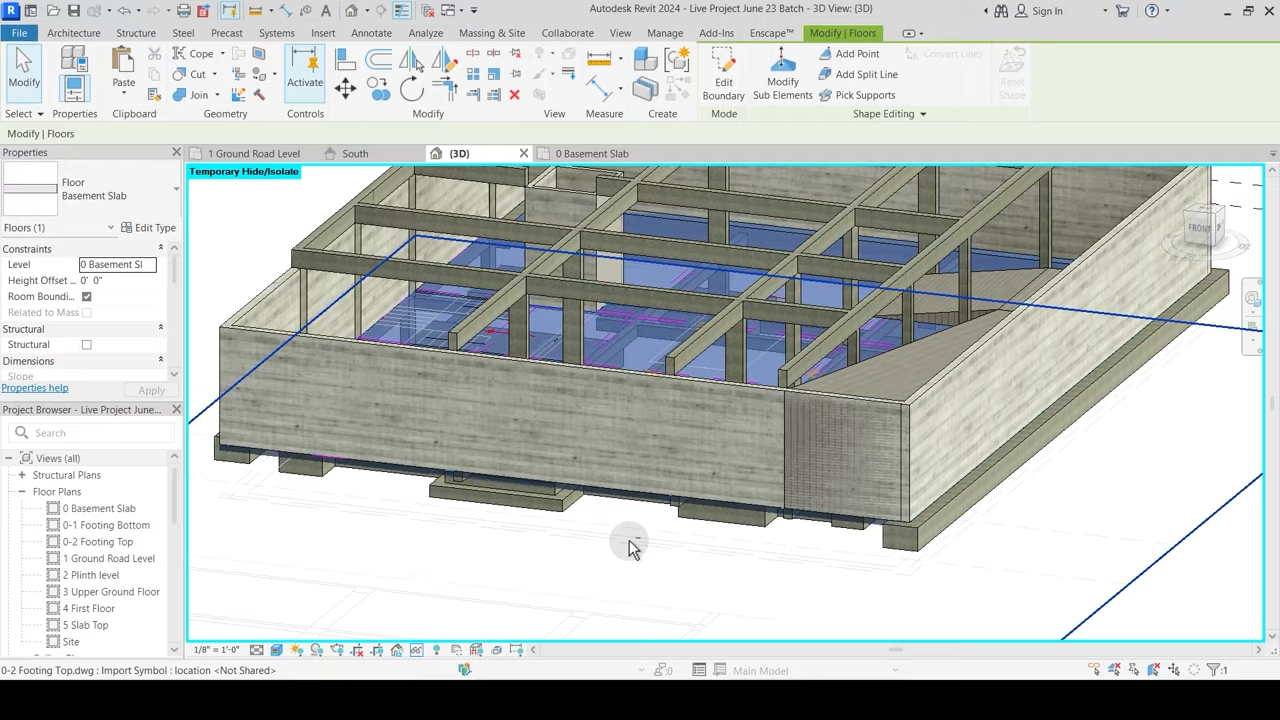 Autodesk Revit 2024 - Live Project June 23 Batch - 3D View: {3D}
Sign In
File Architecture Structure Steel Precast Systems Insert Annotate Analyze Massing & Site Collaborate View Manage Add-Ins Enscape™ Modify | Floors
Modify Paste Cope Cut Join Activate Edit Boundary Modify Sub Elements Add Point Add Split Line Pick Supports Convert Lines Reset Shape
Select Properties Clipboard Geometry Controls Modify View Measure Create Mode Shape Editing
Modify | Floors
Properties
1 Ground Road Level South {3D} 0 Basement Slab
Temporary Hide/Isolate
Floor
Basement Slab
Floors (1) Edit Type
Constraints
Level 0 Basement Sl
Height Offset ... 0' 0"
Room Boundi...
Related to Mass
Structural
Structural
Dimensions
Slope
Properties help Apply
Project Browser - Live Project June...
Search
Views (all)
Structural Plans
Floor Plans
0 Basement Slab
0-1 Footing Bottom
0-2 Footing Top
1 Ground Road Level
2 Plinth level
3 Upper Ground Floor
4 First Floor
5 Slab Top
Site
FRONT
1/8" = 1'-0"
0-2 Footing Top.dwg : Import Symbol : location <Not Shared>
:0
Main Model
:1